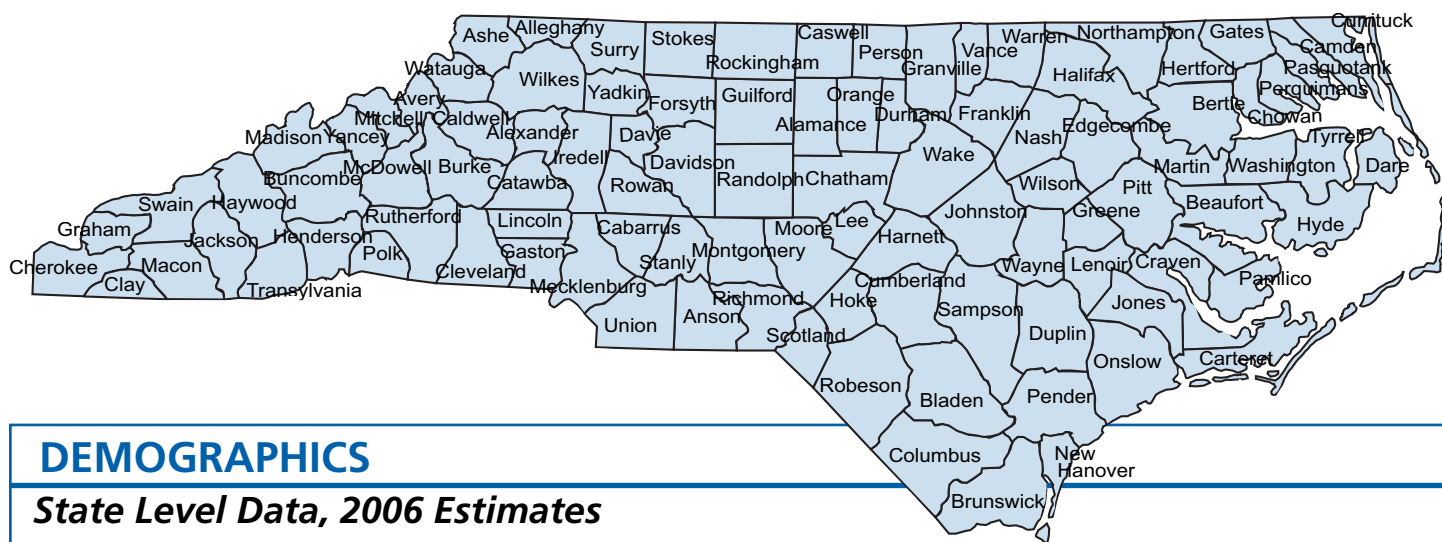 Currituck
Alleghany
Ashe
Surry
Stokes
Caswell
Person
Rockingham
Granville
Vance
Warren
Northampton
Gates
Camden
Pasquotank
Hertford
Halifax
Perquimans
Bertie
Chowan
Watauga
Wilkes
Yadkin
Forsyth
Guilford
Orange
Alamance
Durham
Franklin
Nash
Edgecombe
Tyrrell
Avery
Mitchell
Caldwell
Alexander
Davie
Madison
Yancey
Iredell
Davidson
Wake
Martin
Washington
Dare
McDowell
Burke
Catawba
Rowan
Randolph
Chatham
Wilson
Pitt
Buncombe
Beaufort
Swain
Haywood
Rutherford
Lincoln
Cabarrus
Moore
Lee
Johnston
Greene
Hyde
Graham
Jackson
Henderson
Polk
Gaston
Cleveland
Stanly
Montgomery
Harnett
Wayne
Lenoir
Craven
Pamlico
Cherokee
Macon
Clay
Transylvania
Mecklenburg
Richmond
Cumberland
Hoke
Sampson
Jones
Union
Anson
Scotland
Duplin
Onslow
Carteret
Robeson
Bladen
Pender
Columbus
New
Hanover
Brunswick
DEMOGRAPHICS
State Level Data, 2006 Estimates